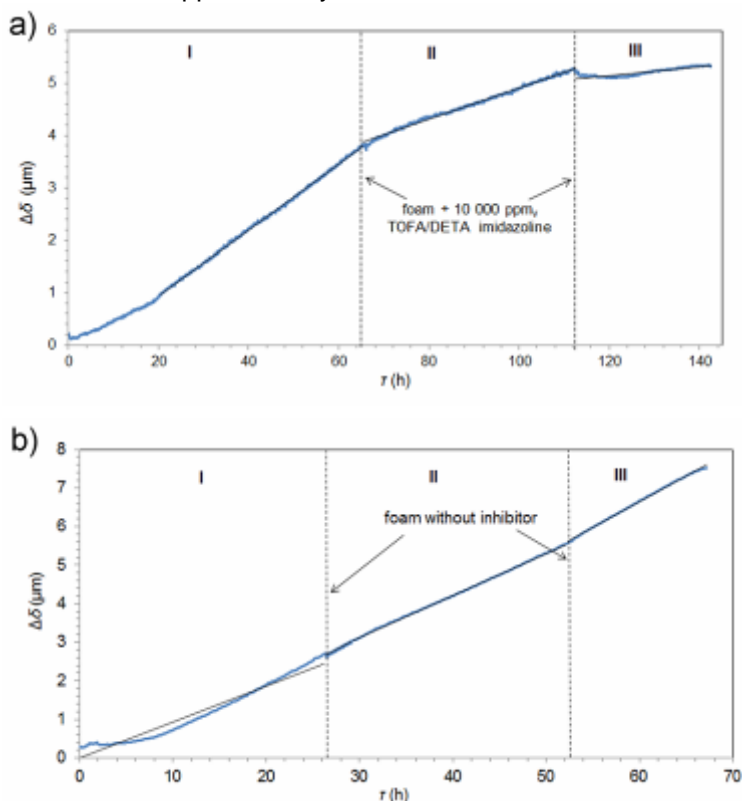 a)
6
5
4
3
2
1
0
Δδ (μm)
I
II
III
foam + 10 000 ppmᵥ
TOFA/DETA imidazoline
0 20 40 60 80 100 120 140
τ (h)
b)
8
7
6
5
4
3
2
1
0
Δδ (μm)
I
II
III
foam without inhibitor
0 10 20 30 40 50 60 70
τ (h)